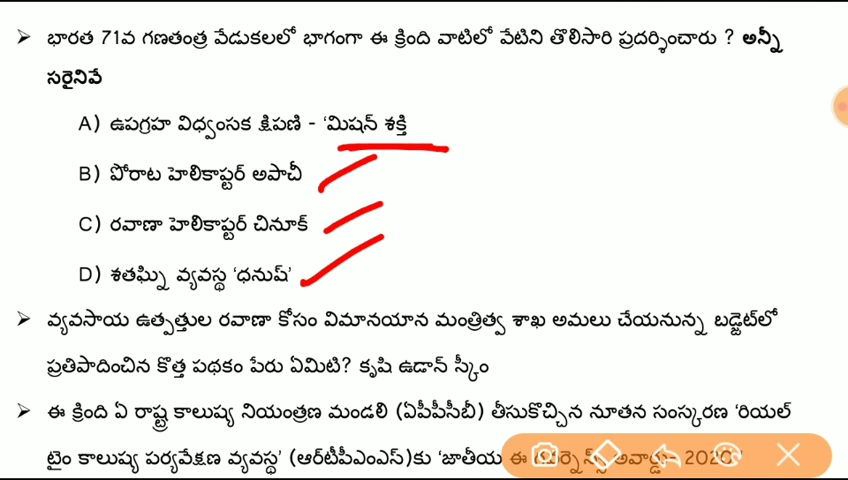 ➢ భారత 71వ గణతంత్ర వేడుకలలో భాగంగా ఈ క్రింది వాటిలో వేటిని తొలిసారి ప్రదర్శించారు ? అన్నీ
సరైనివే
A) ఉపగ్రహ విధ్వంసక క్షిపణి - 'మిషన్ శక్తి
B) పోరాట హెలికాప్టర్ అపాచీ
C) రవాణా హెలికాప్టర్ చినూక్
D) శతఘ్ని వ్యవస్థ 'ధనుష్'
➢ వ్యవసాయ ఉత్పత్తుల రవాణా కోసం విమానయాన మంత్రిత్వ శాఖ అమలు చేయనున్న బడ్జెట్‌లో
ప్రతిపాదించిన కొత్త పథకం పేరు ఏమిటి? కృషి ఉడాన్ స్కీం
➢ ఈ క్రింది ఏ రాష్ట్ర కాలుష్య నియంత్రణ మండలి (ఏపీపీసీబీ) తీసుకొచ్చిన నూతన సంస్కరణ 'రియల్
టైం కాలుష్య పర్యవేక్షణ వ్యవస్థ' (ఆర్‌టీపీఎంఎస్)కు 'జాతీయ ఈ అవార్డు- 2020